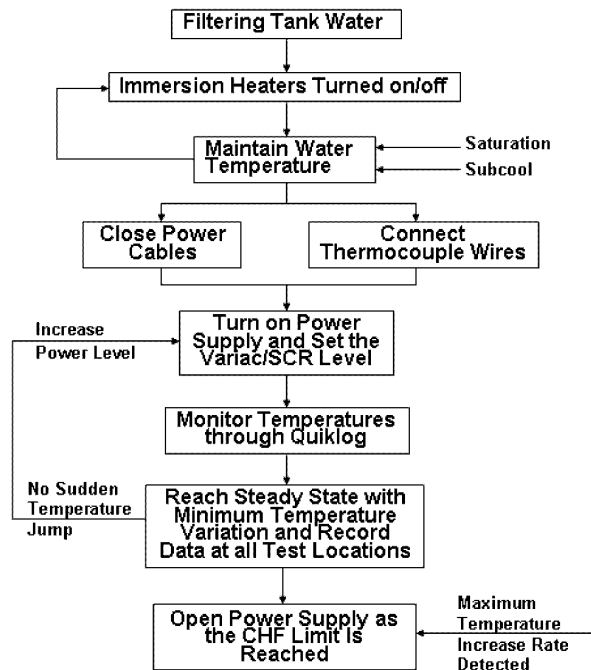 Filtering Tank Water
Immersion Heaters Turned on/off
Maintain Water
Temperature
Saturation
Subcool
Close Power
Cables
Connect
Thermocouple Wires
Increase
Power Level
Turn on Power
Supply and Set the
Variac/SCR Level
Monitor Temperatures
through Quiklog
No Sudden
Temperature
Jump
Reach Steady State with
Minimum Temperature
Variation and Record
Data at all Test Locations
Open Power Supply as
the CHF Limit Is
Reached
Maximum
Temperature
Increase Rate
Detected